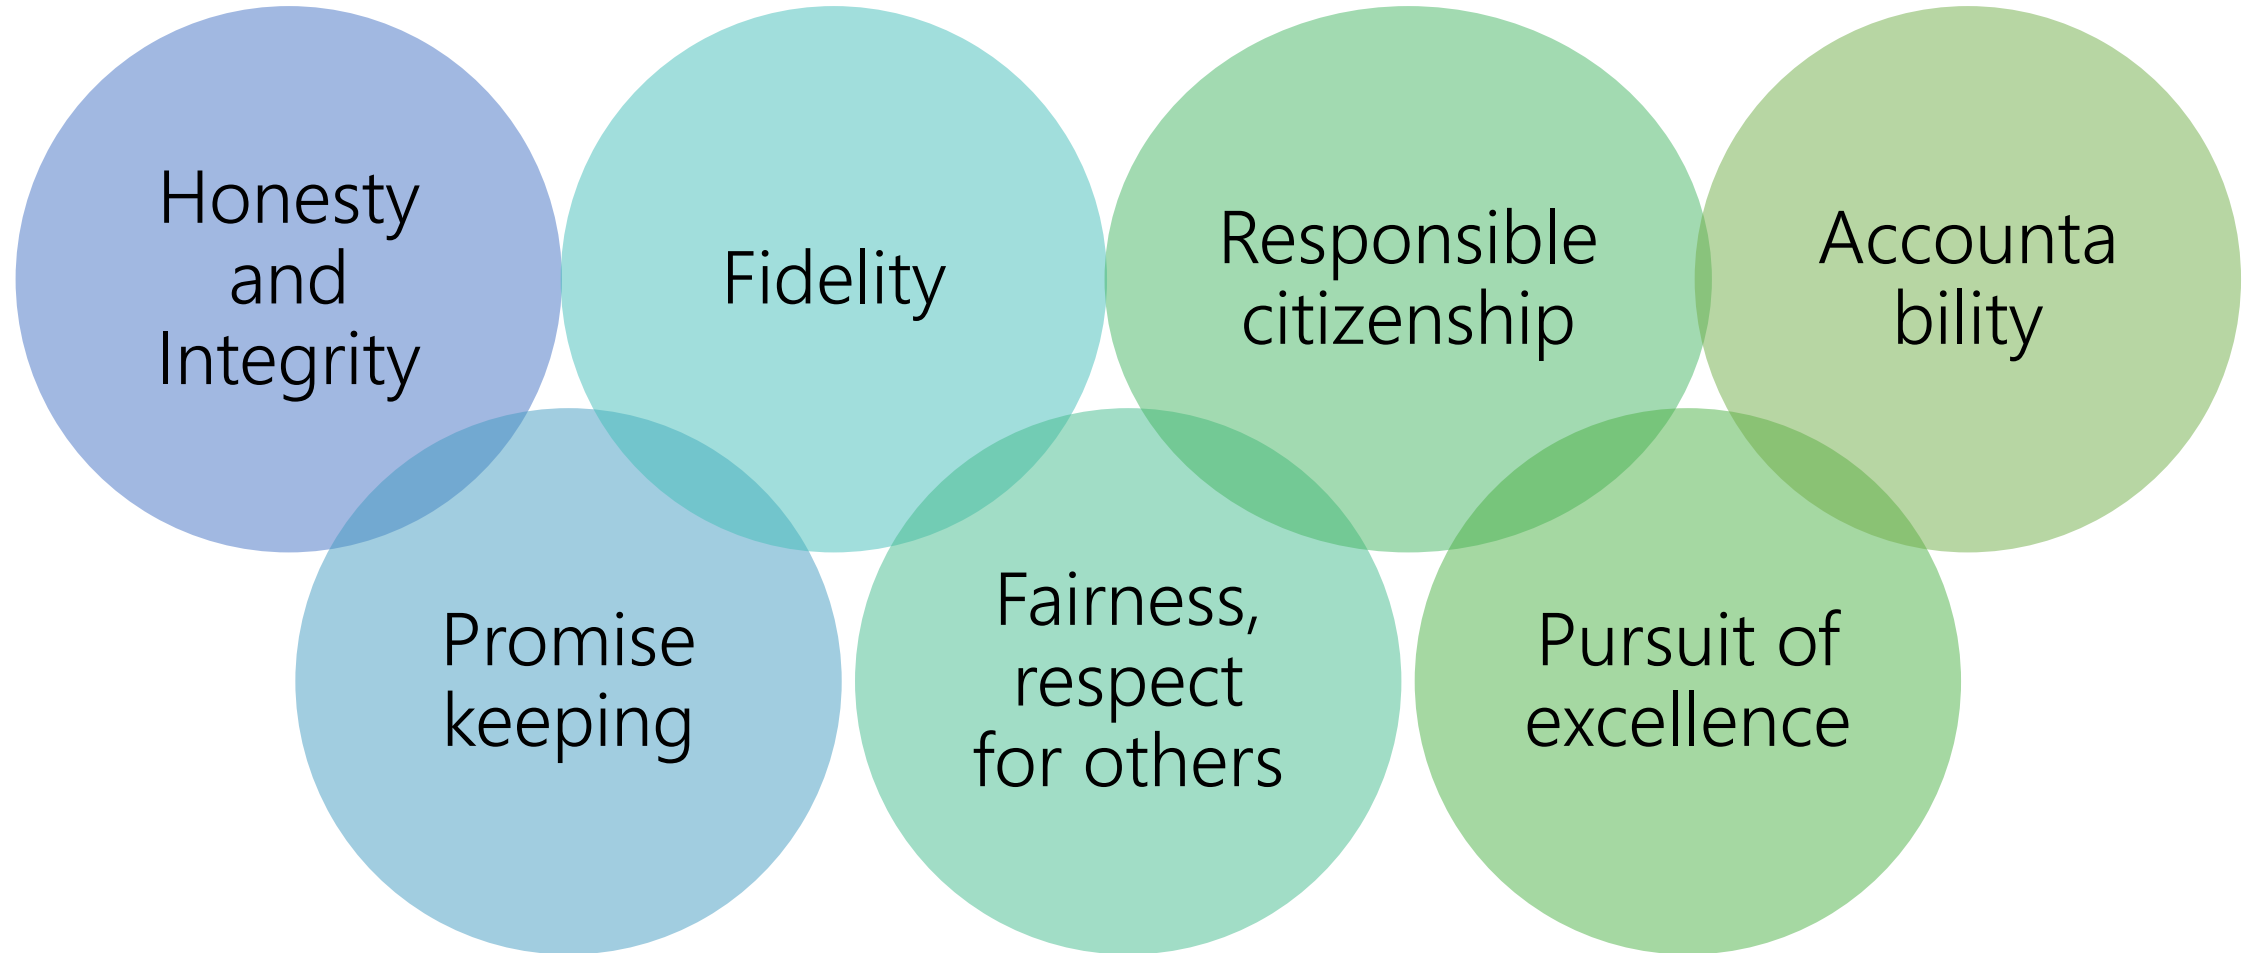 Honesty
and
Integrity
Fidelity
Responsible
citizenship
Accounta
bility
Promise
keeping
Fairness,
respect
for others
Pursuit of
excellence